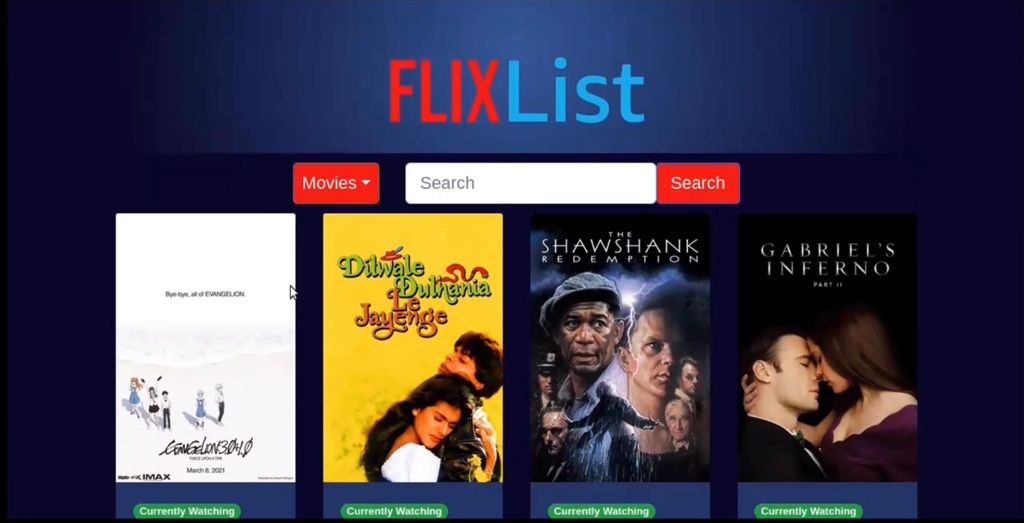 FLIXList
Movies
Search
Search
Bye-bye, all of EVANGELION.
EVANGELION:3.0+1.0
THRICE UPON A TIME
March 8, 2021
IMAX
Dilwale
Dulhania
Le
Jayenge
THE
SHAWSHANK
REDEMPTION
GABRIEL'S
INFERNO
PART II
Currently Watching
Currently Watching
Currently Watching
Currently Watching